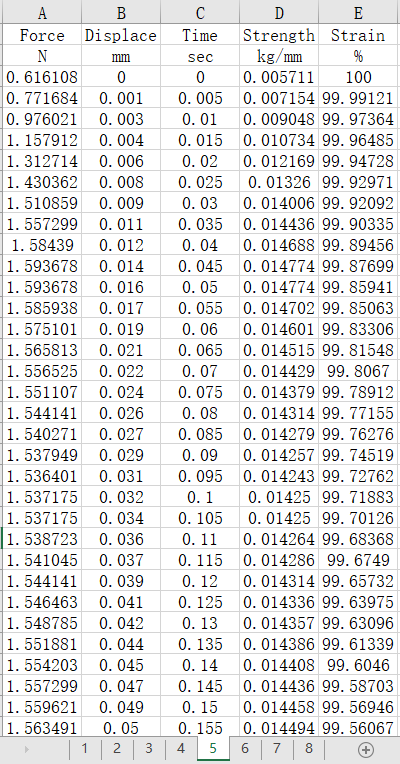 A B C D E
Force Displace Time Strength Strain
N mm sec kg/mm %
0.616108 0 0 0.005711 100
0.771684 0.001 0.005 0.007154 99.99121
0.976021 0.003 0.01 0.009048 99.97364
1.157912 0.004 0.015 0.010734 99.96485
1.312714 0.006 0.02 0.012169 99.94728
1.430362 0.008 0.025 0.01326 99.92971
1.510859 0.009 0.03 0.014006 99.92092
1.557299 0.011 0.035 0.014436 99.90335
1.58439 0.012 0.04 0.014688 99.89456
1.593678 0.014 0.045 0.014774 99.87699
1.593678 0.016 0.05 0.014774 99.85941
1.585938 0.017 0.055 0.014702 99.85063
1.575101 0.019 0.06 0.014601 99.83306
1.565813 0.021 0.065 0.014515 99.81548
1.556525 0.022 0.07 0.014429 99.8067
1.551107 0.024 0.075 0.014379 99.78912
1.544141 0.026 0.08 0.014314 99.77155
1.540271 0.027 0.085 0.014279 99.76276
1.537949 0.029 0.09 0.014257 99.74519
1.536401 0.031 0.095 0.014243 99.72762
1.537175 0.032 0.1 0.01425 99.71883
1.537175 0.034 0.105 0.01425 99.70126
1.538723 0.036 0.11 0.014264 99.68368
1.541045 0.037 0.115 0.014286 99.6749
1.544141 0.039 0.12 0.014314 99.65732
1.546463 0.041 0.125 0.014336 99.63975
1.548785 0.042 0.13 0.014357 99.63096
1.551881 0.044 0.135 0.014386 99.61339
1.554203 0.045 0.14 0.014408 99.6046
1.557299 0.047 0.145 0.014436 99.58703
1.559621 0.049 0.15 0.014458 99.56946
1.563491 0.05 0.155 0.014494 99.56067
1 2 3 4 5 6 7 8